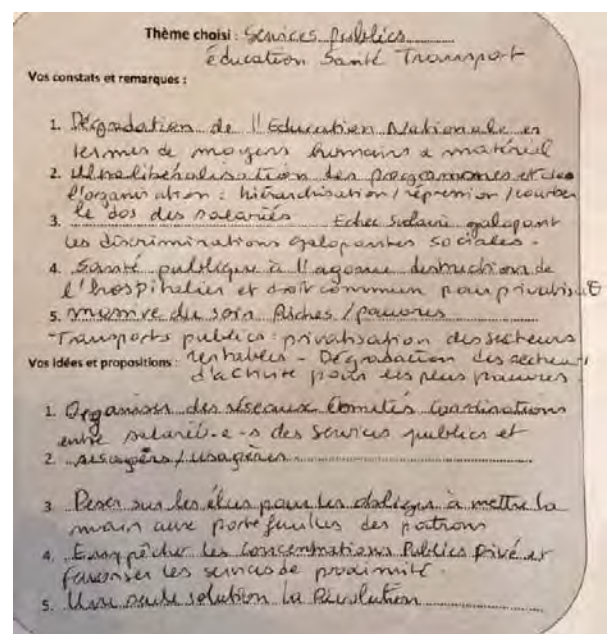 Thème choisi : Services publics
éducation Santé Transport
Vos constats et remarques :
1. Dégradation de l'Education Nationale en
termes de moyens humains & matériel
2. Ultralibéralisation des programmes et de
l'organisation : hiérarchisation / répression / courber
3. le dos des salariés Echec scolaire galopant
les discriminations galopantes sociales.
4. Santé publique à l'agonie destruction de
l'hospitalier et droit commun pour
5. massive du soin Riches / pauvres
Transports publics : privatisation des secteurs
Vos idées et propositions : rentables - Dégradation des secteurs
d'activité pour les plus pauvres.
1. Organiser des réseaux Comités Coordinations
entre salarié-e-s des services publics et
2. usagers / usagères
3. Peser sur les élus pour les obliger à mettre la
main aux portefeuilles des patrons
4. Empêcher les concentrations Publics privé et
favoriser les services de proximité.
5. Une seule solution la Révolution